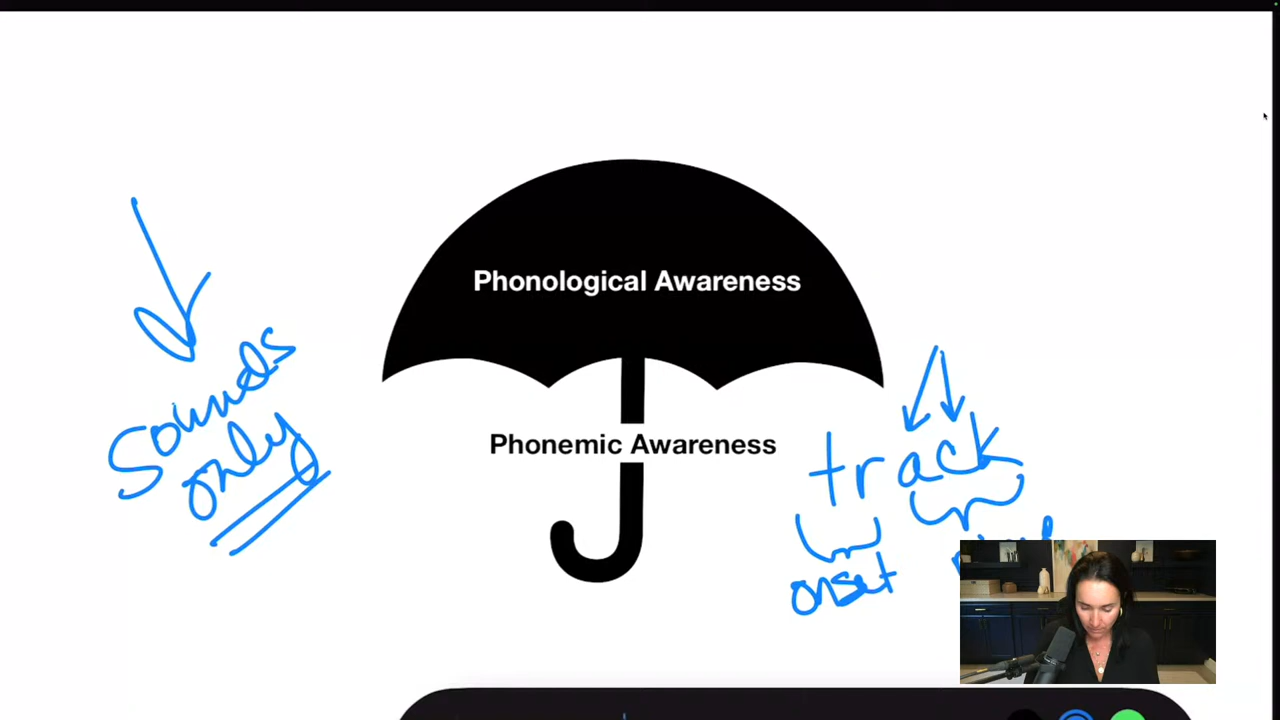 Phonological Awareness
Sounds
only
Phonemic Awareness
track
onset